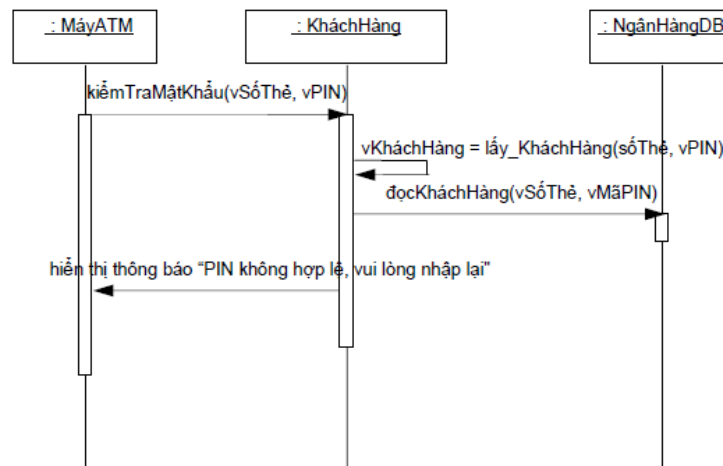 : MáyATM
: KháchHàng
: NgânHàngDB
kiểmTraMậtKhẩu(vSốThẻ, vPIN)
vKháchHàng = lấy_KháchHàng(sốThẻ, vPIN)
đọcKháchHàng(vSốThẻ, vMãPIN)
hiển thị thông báo “PIN không hợp lệ, vui lòng nhập lại"